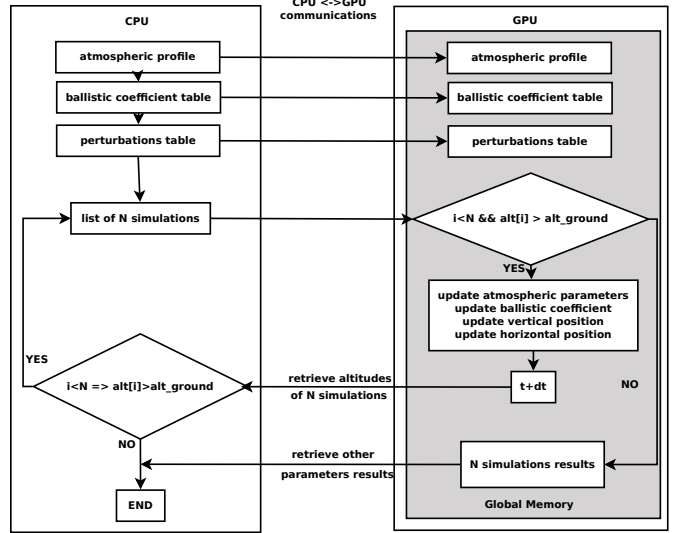 CPU <->GPU
communications
CPU
GPU
atmospheric profile
atmospheric profile
ballistic coefficient table
ballistic coefficient table
perturbations table
perturbations table
list of N simulations
i<N && alt[i] > alt_ground
YES
update atmospheric parameters
update ballistic coefficient
update vertical position
update horizontal position
YES
i<N => alt[i]>alt_ground
retrieve altitudes
of N simulations
t+dt
NO
NO
retrieve other
parameters results
N simulations results
END
Global Memory